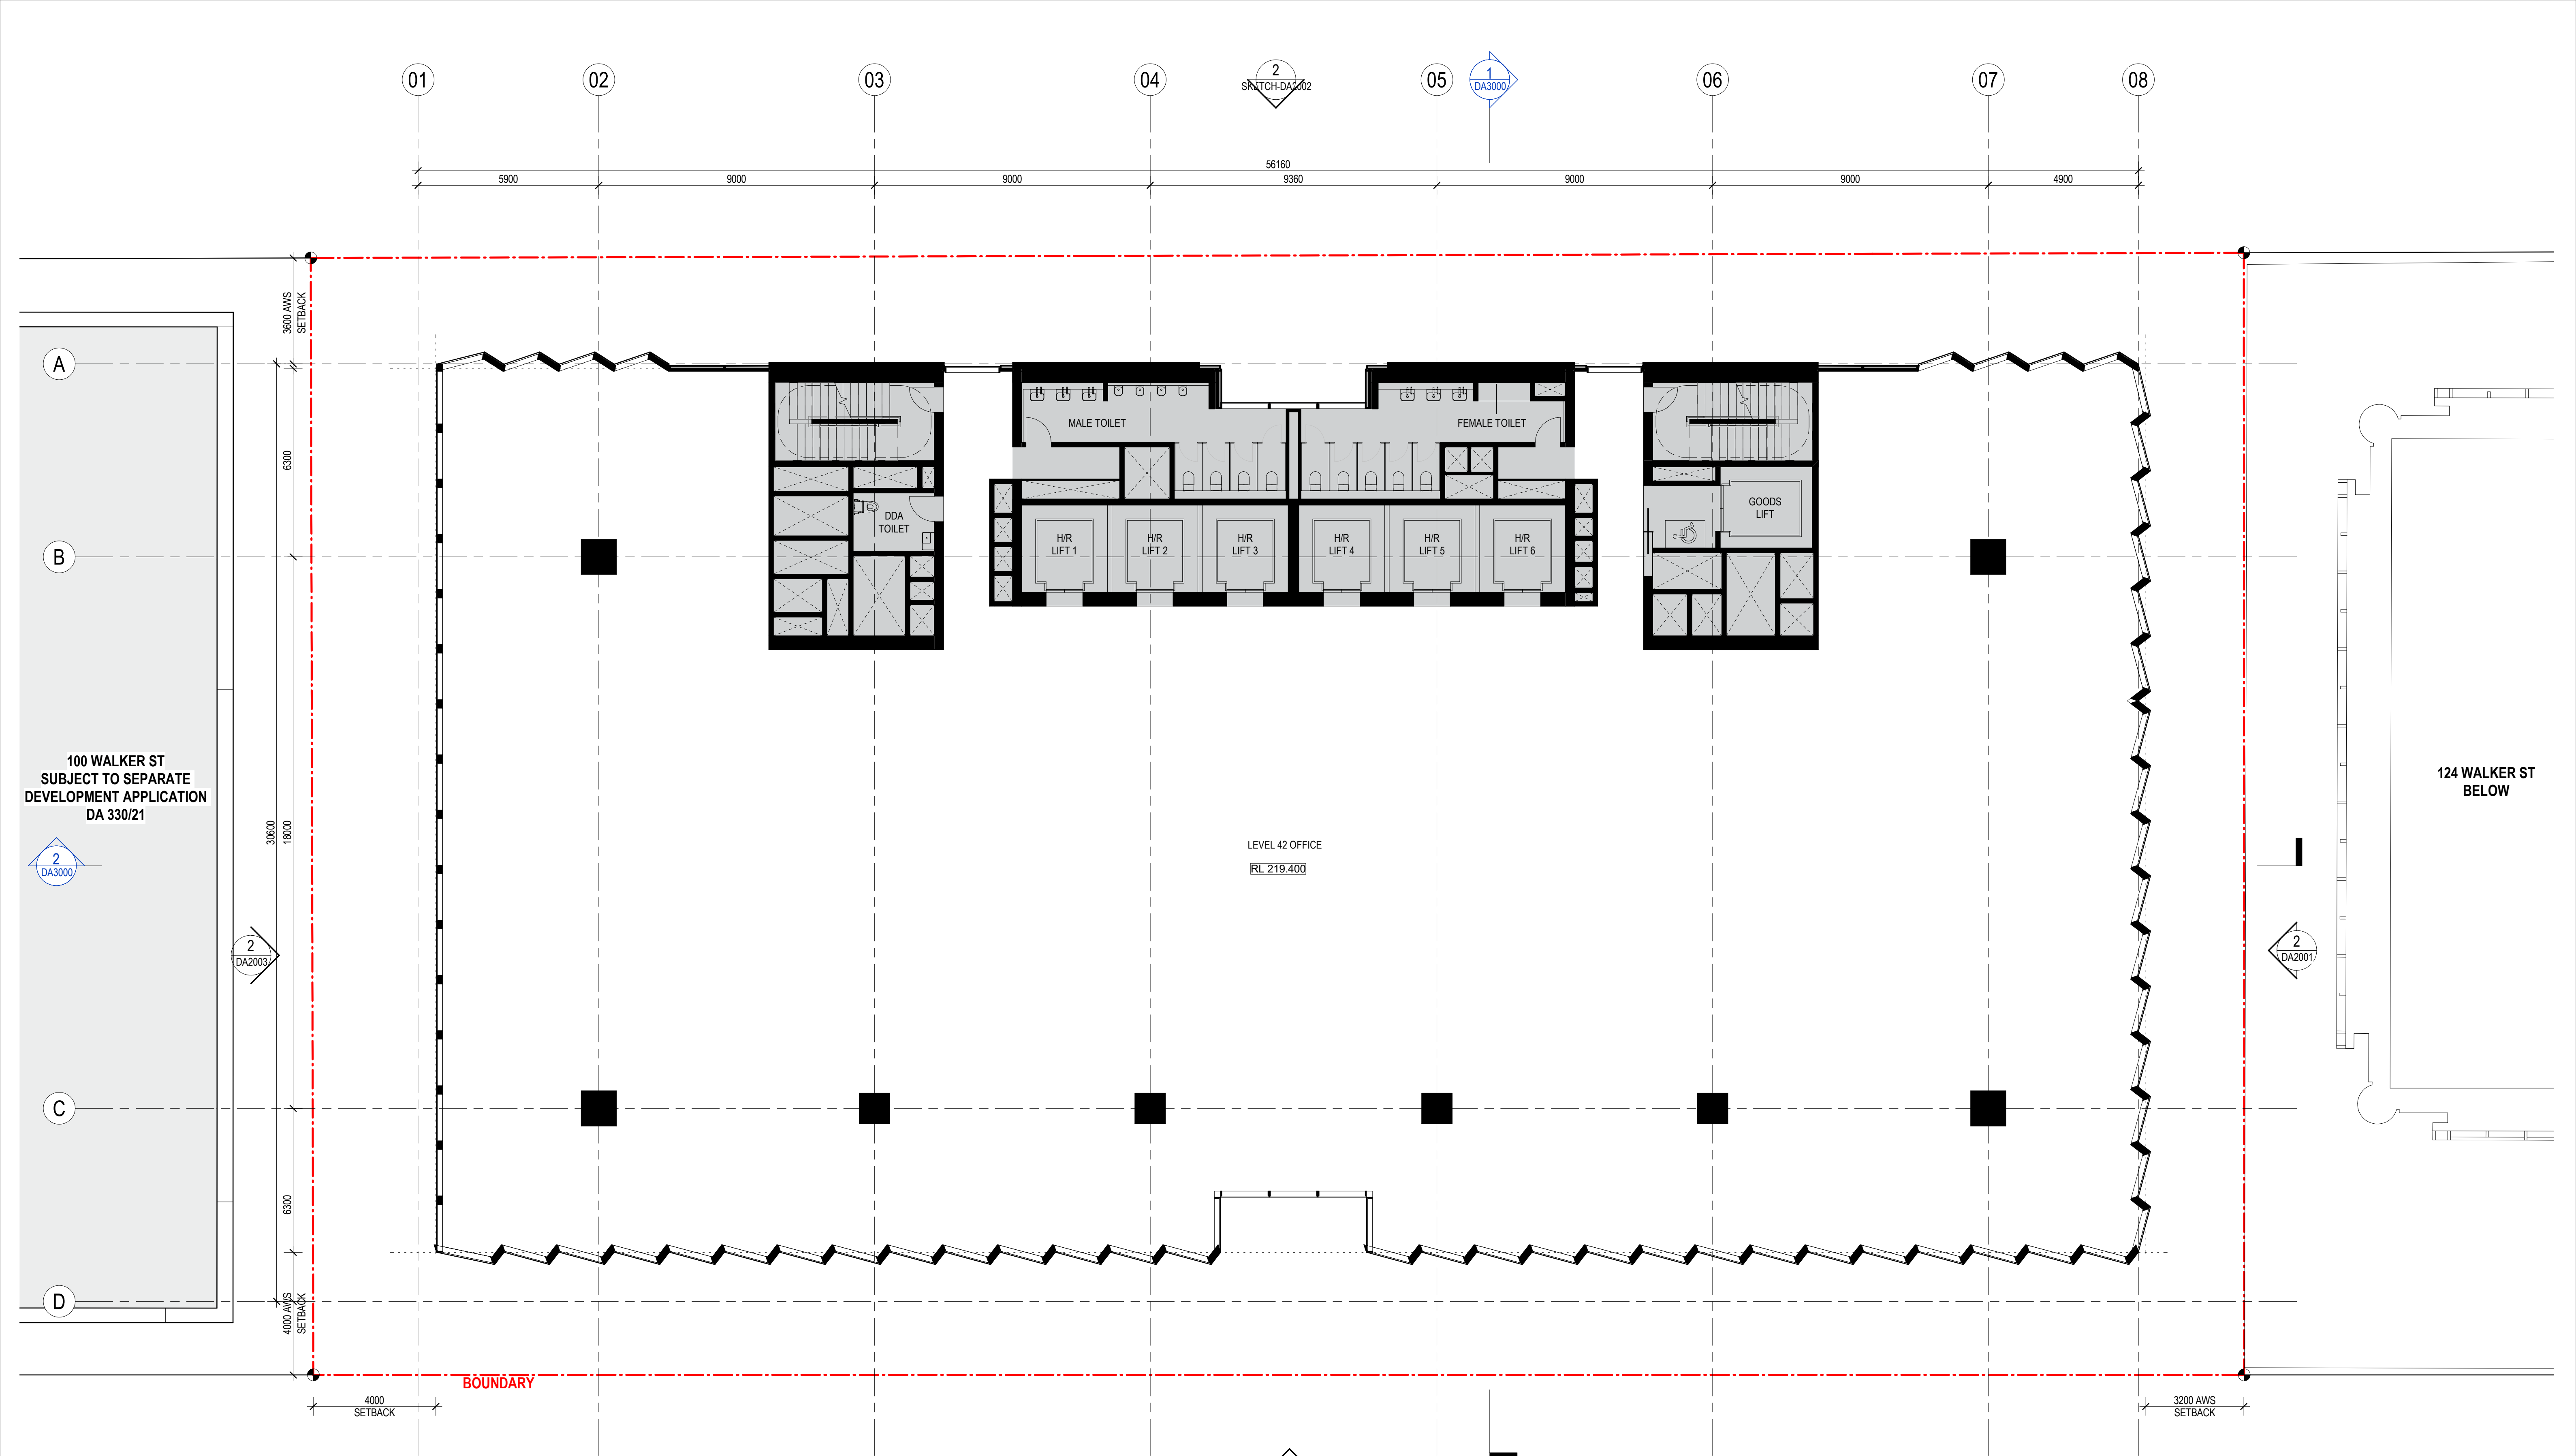 01
02
03
04
2
SKETCH-DA2002
05
1
DA3000
06
07
08
56160
5900
9000
9000
9360
9000
9000
4900
3600 AWS
SETBACK
A
6300
MALE TOILET
FEMALE TOILET
DDA
TOILET
GOODS
LIFT
B
H/R
LIFT 1
H/R
LIFT 2
H/R
LIFT 3
H/R
LIFT 4
H/R
LIFT 5
H/R
LIFT 6
100 WALKER ST
SUBJECT TO SEPARATE
DEVELOPMENT APPLICATION
DA 330/21
124 WALKER ST
BELOW
30600
18000
LEVEL 42 OFFICE
RL 219.400
2
DA3000
2
DA2003
2
DA2001
C
6300
D
4000 AWS
SETBACK
BOUNDARY
4000
SETBACK
3200 AWS
SETBACK